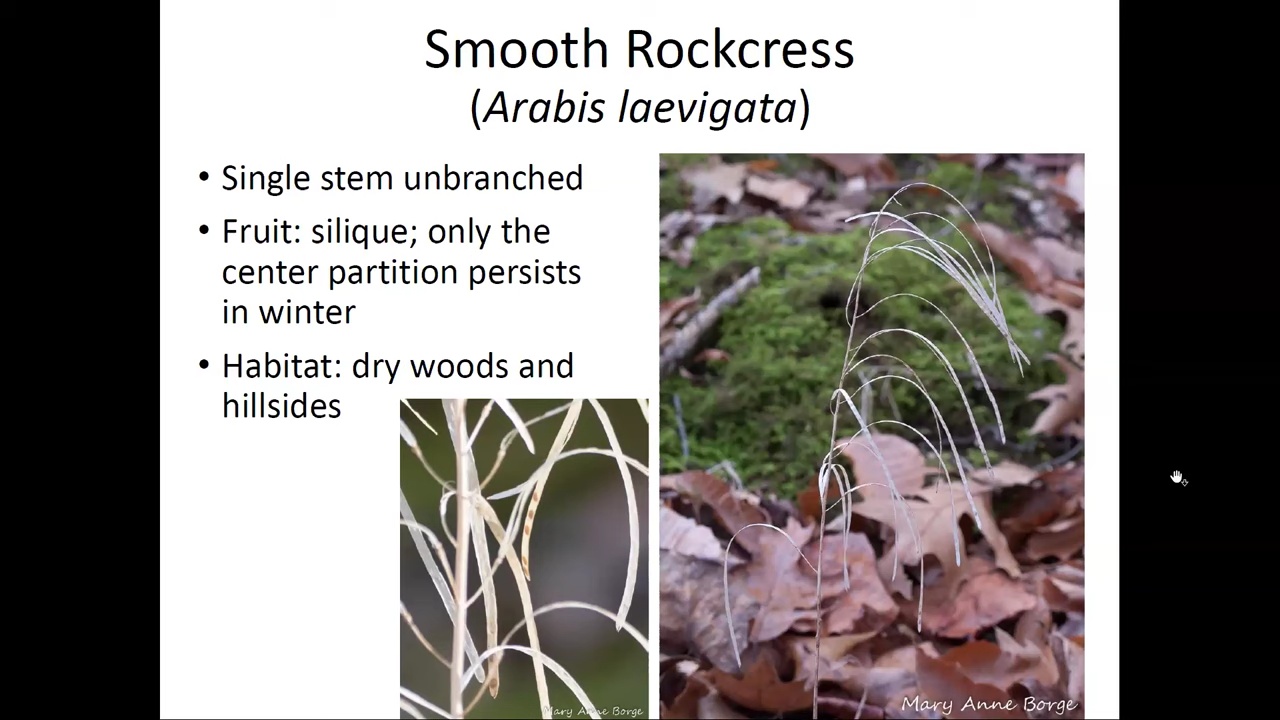 Smooth Rockcress
(Arabis laevigata)
• Single stem unbranched
• Fruit: silique; only the
center partition persists
in winter
• Habitat: dry woods and
hillsides
Mary Anne Borge
Mary Anne Borge